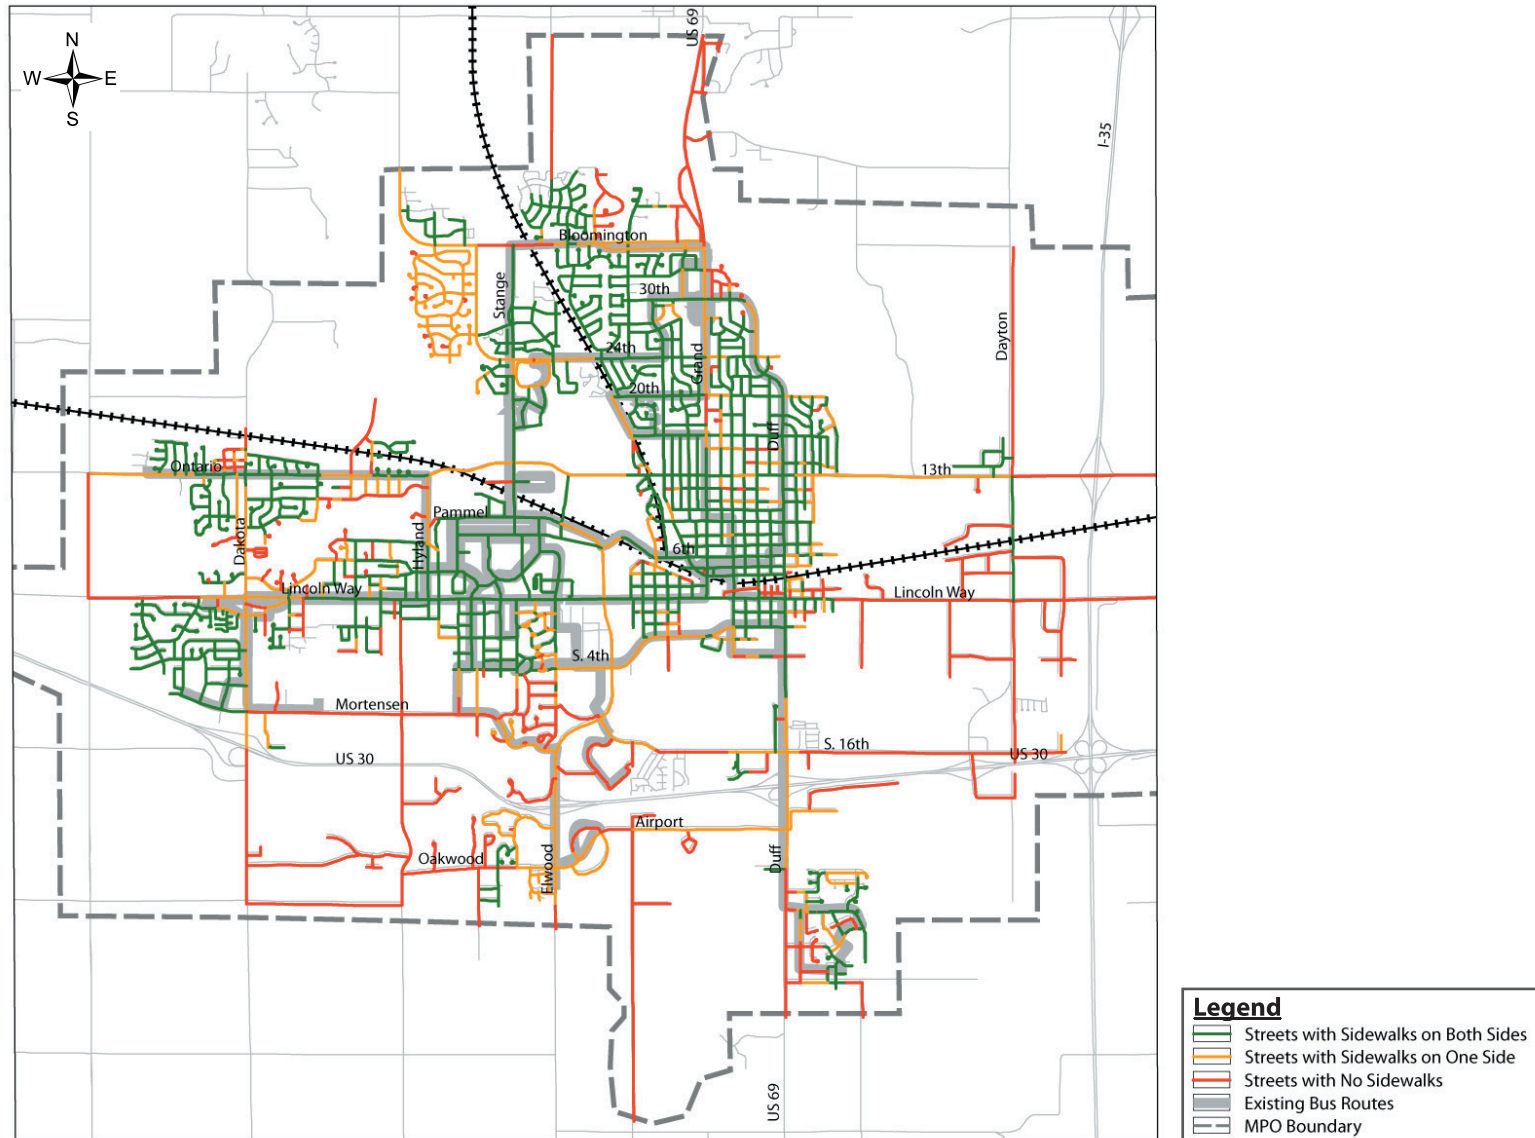 US 69
N
W E
S
I-35
Bloomington
Stange
30th
Dayton
24th
Grand
20th
Duff
Ontario
13th
Pammel
Dakota
Hyland
6th
Lincoln Way
Lincoln Way
S. 4th
Mortensen
S. 16th
US 30
US 30
Airport
Oakwood
Elwood
Duff
US 69
Legend
Streets with Sidewalks on Both Sides
Streets with Sidewalks on One Side
Streets with No Sidewalks
Existing Bus Routes
MPO Boundary